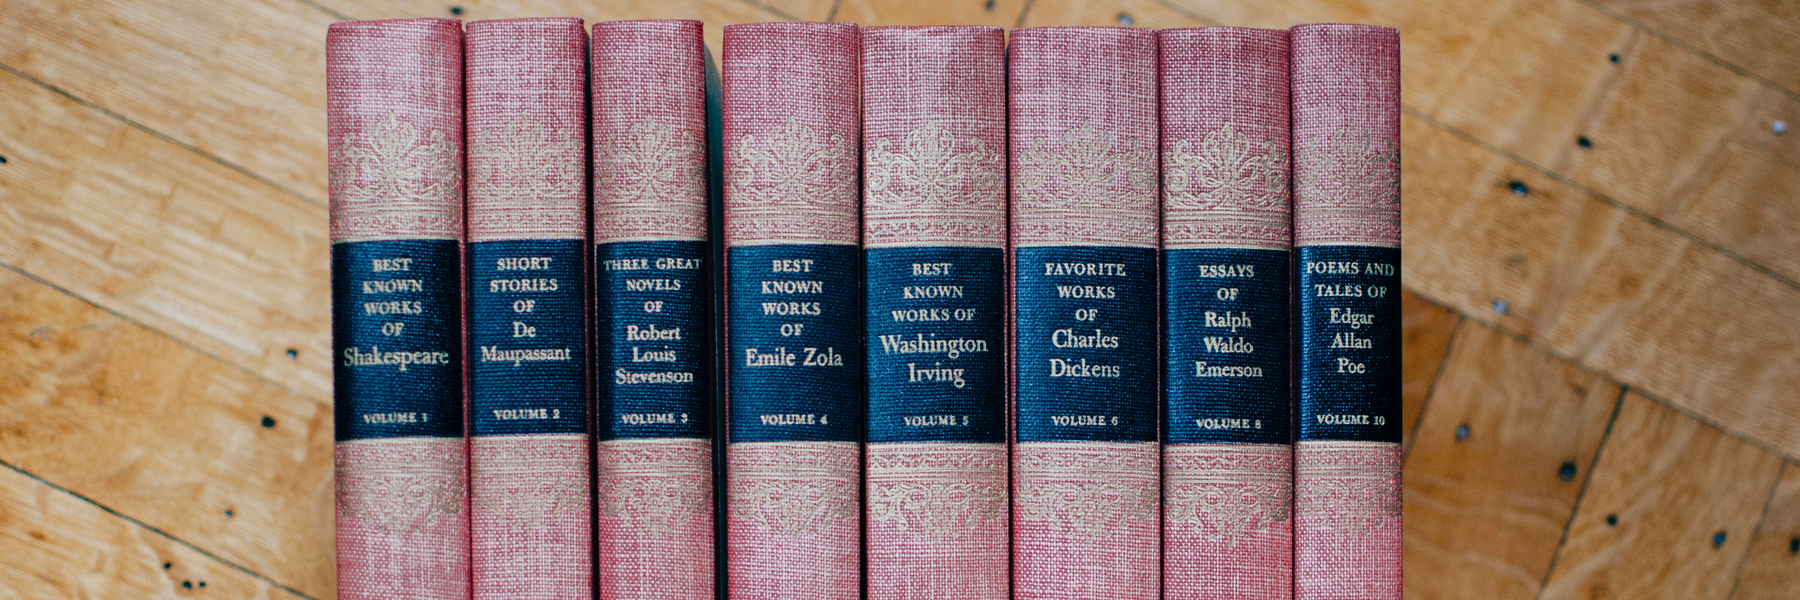 BEST
KNOWN
WORKS
OF
Shakespeare
VOLUME 1
SHORT
STORIES
OF
De
Maupassant
VOLUME 2
THREE GREAT
NOVELS
OF
Robert
Louis
Stevenson
VOLUME 3
BEST
KNOWN
WORKS
OF
Emile Zola
VOLUME 4
BEST
KNOWN
WORKS OF
Washington
Irving
VOLUME 5
FAVORITE
WORKS
OF
Charles
Dickens
VOLUME 6
ESSAYS
OF
Ralph
Waldo
Emerson
VOLUME 8
POEMS AND
TALES OF
Edgar
Allan
Poe
VOLUME 10